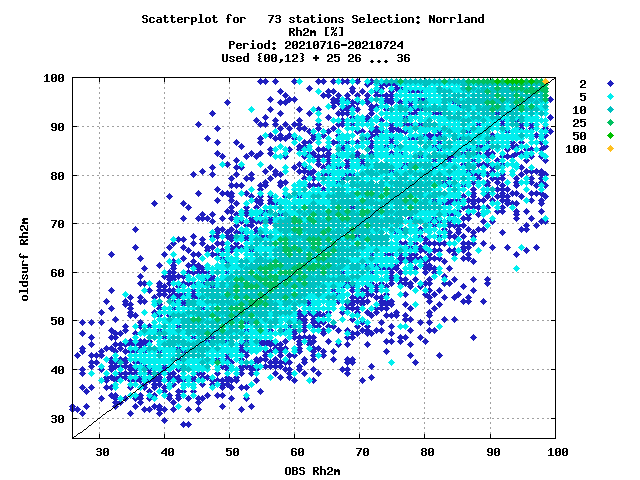 Scatterplot for   73 stations Selection: Norrland
Rh2m [%]
Period: 20210716-20210724
Used {00,12} + 25 26 ... 36
100
90
80
70
60
50
40
30
oldsurf Rh2m
30 40 50 60 70 80 90 100
OBS Rh2m
2
5
10
25
50
100